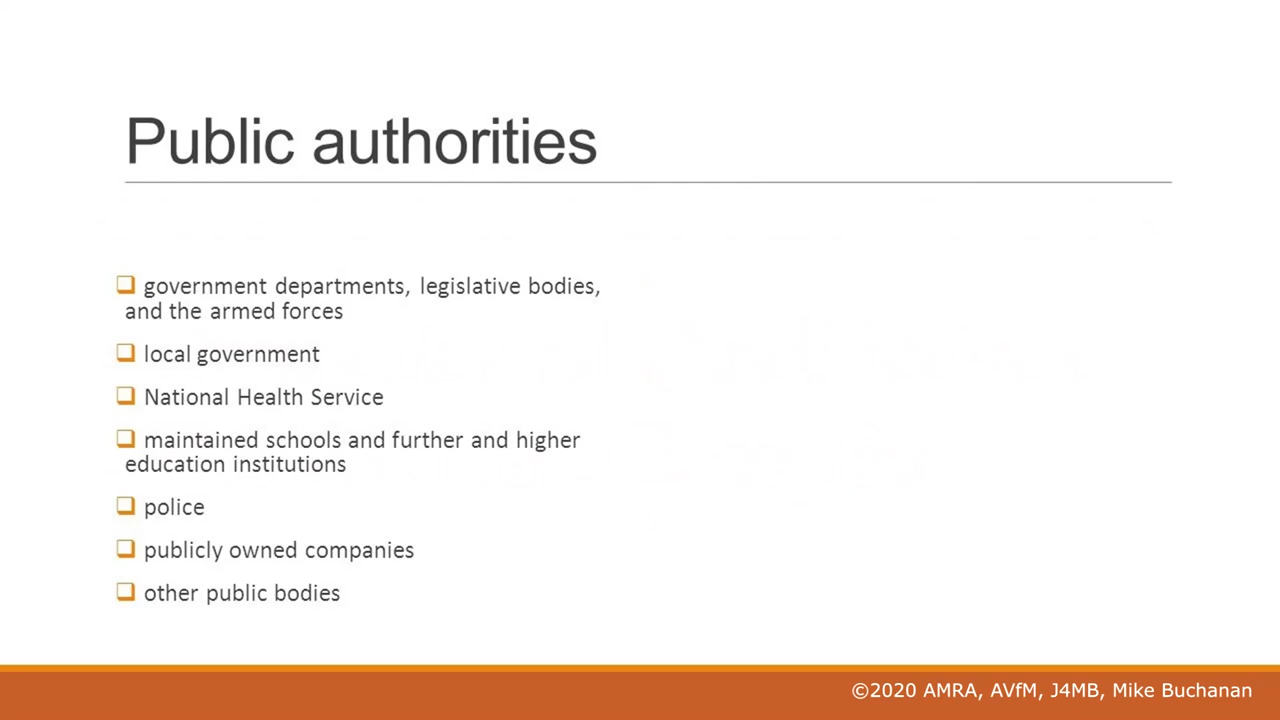 Public authorities
❑ government departments, legislative bodies,
and the armed forces
❑ local government
❑ National Health Service
❑ maintained schools and further and higher
education institutions
❑ police
❑ publicly owned companies
❑ other public bodies
©2020 AMRA, AVfM, J4MB, Mike Buchanan